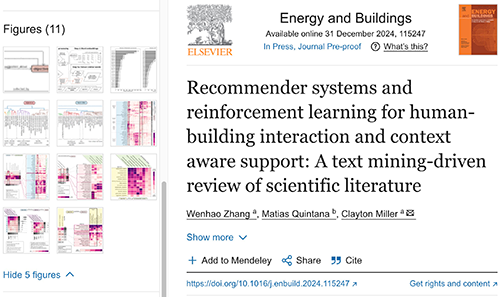 Figures (11)
Hide 5 figures
ELSEVIER
Energy and Buildings
Available online 31 December 2024, 115247
In Press, Journal Pre-proof ? What's this?
ENERGY
BUILDINGS
Recommender systems and
reinforcement learning for human-
building interaction and context
aware support: A text mining-driven
review of scientific literature
Wenhao Zhang a, Matias Quintana b, Clayton Miller a
Show more
+ Add to Mendeley Share Cite
https://doi.org/10.1016/j.enbuild.2024.115247
Get rights and content